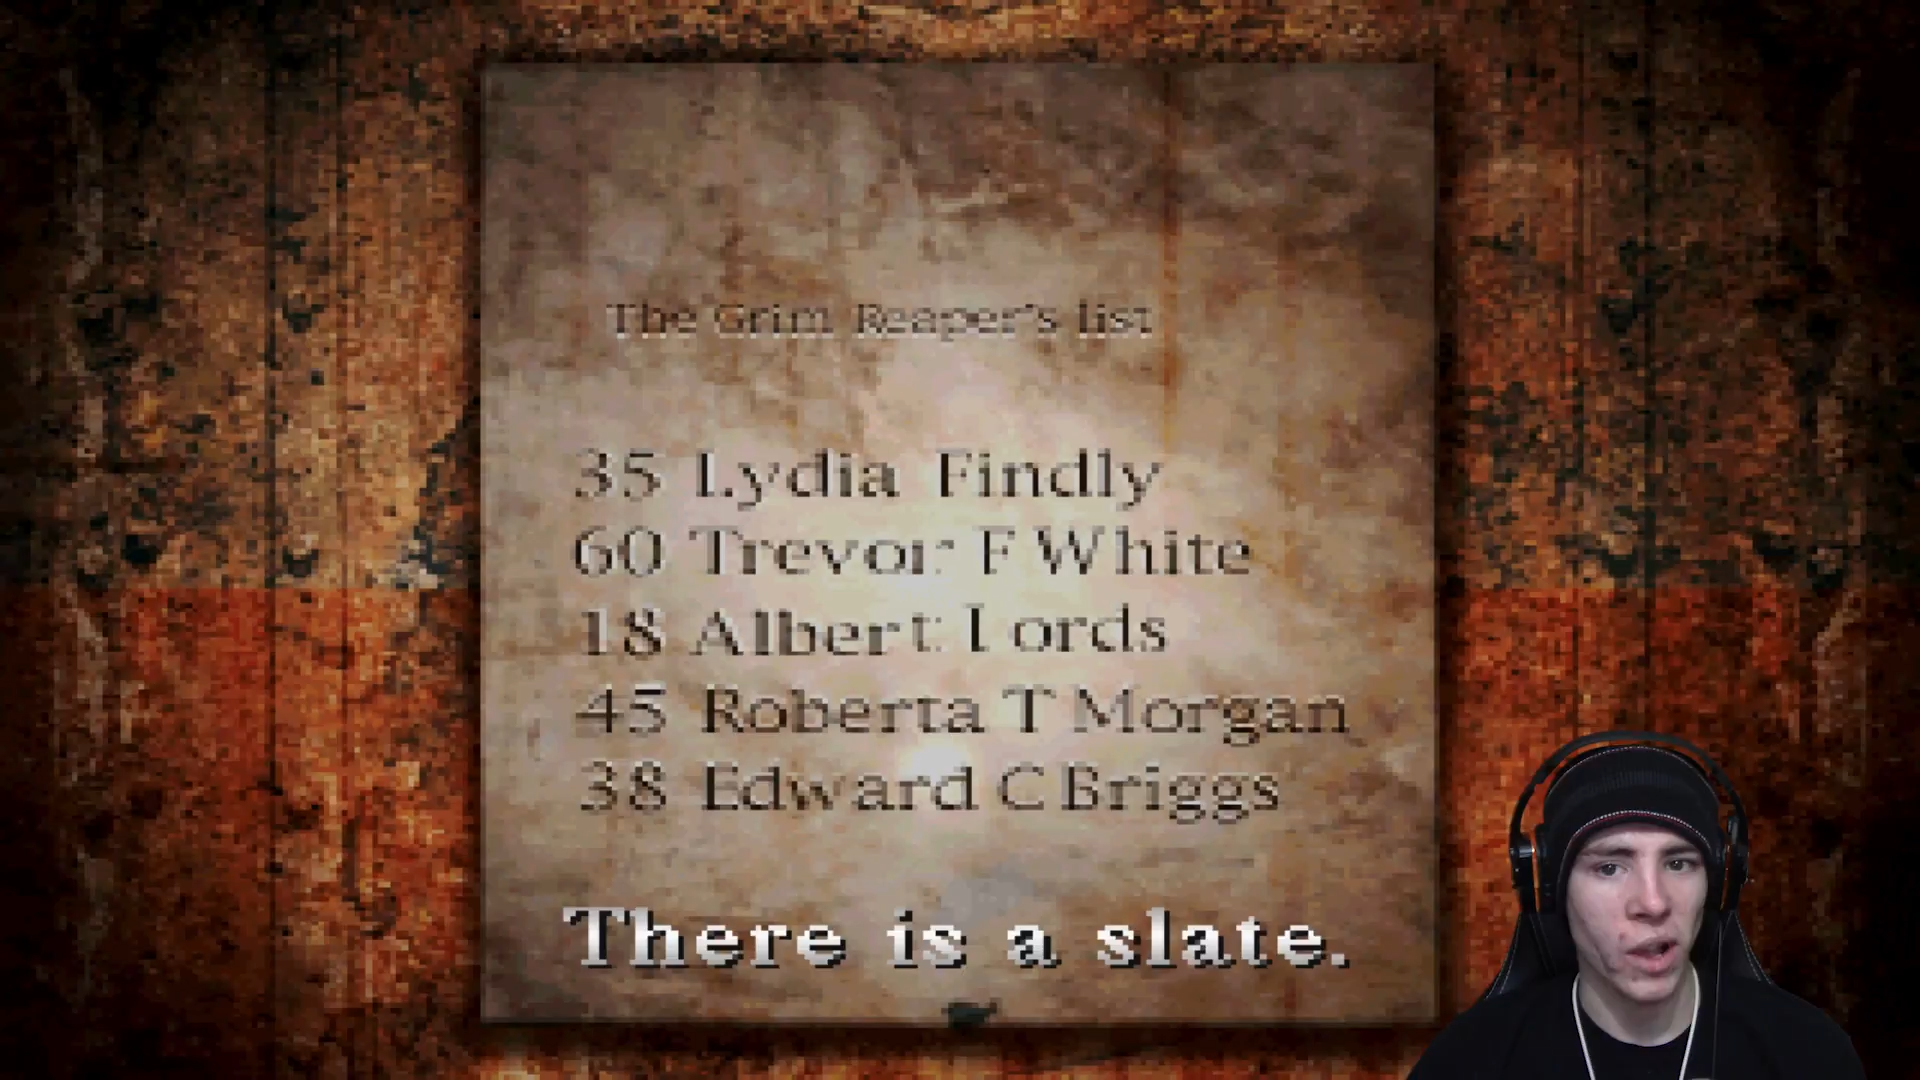 The Grim Reaper's list
35 Lydia Findly
60 Trevor F White
18 Albert Lords
45 Roberta T Morgan
38 Edward C Briggs
There is a slate.